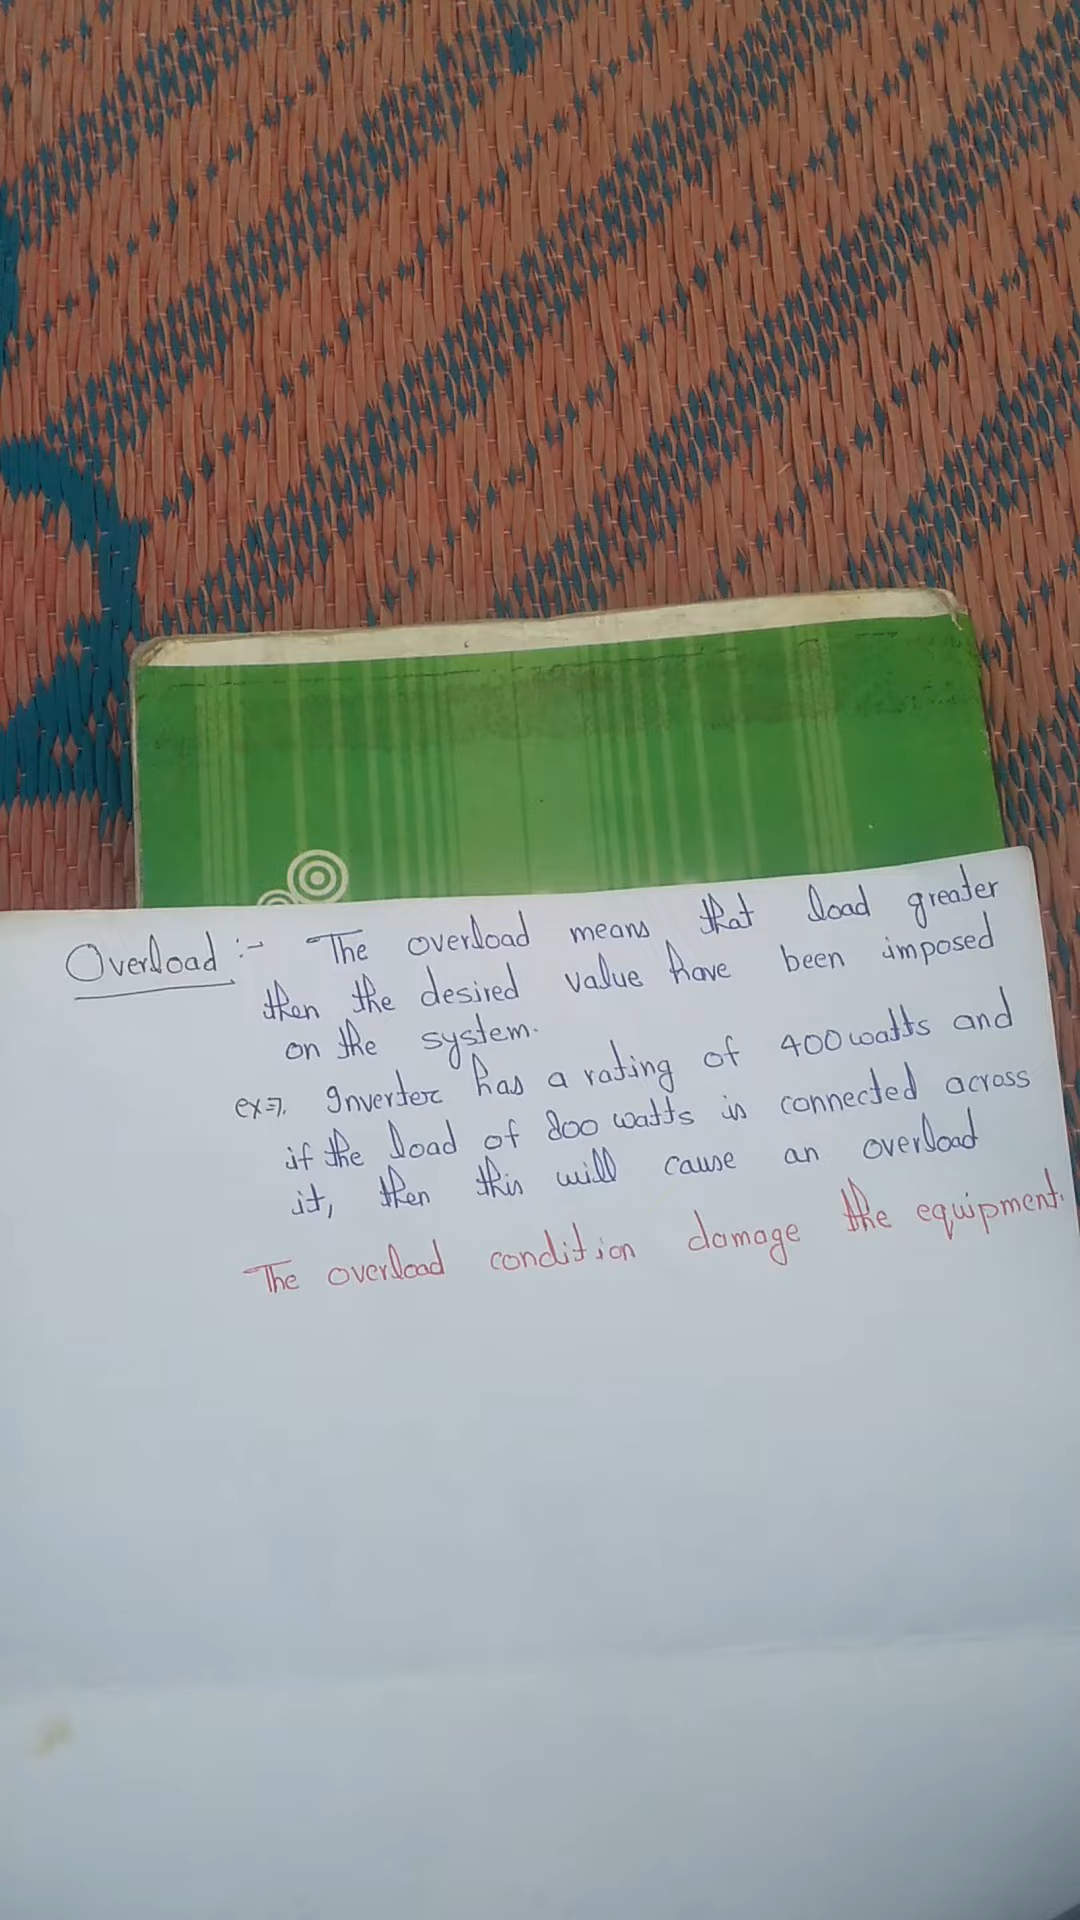 Overload :- The overload means that load greater
then the desired value have been imposed
on the system.
ex⇒. Inverter has a rating of 400 watts and
if the load of 800 watts is connected across
it, then this will cause an overload
The overload condition damage the equipment.